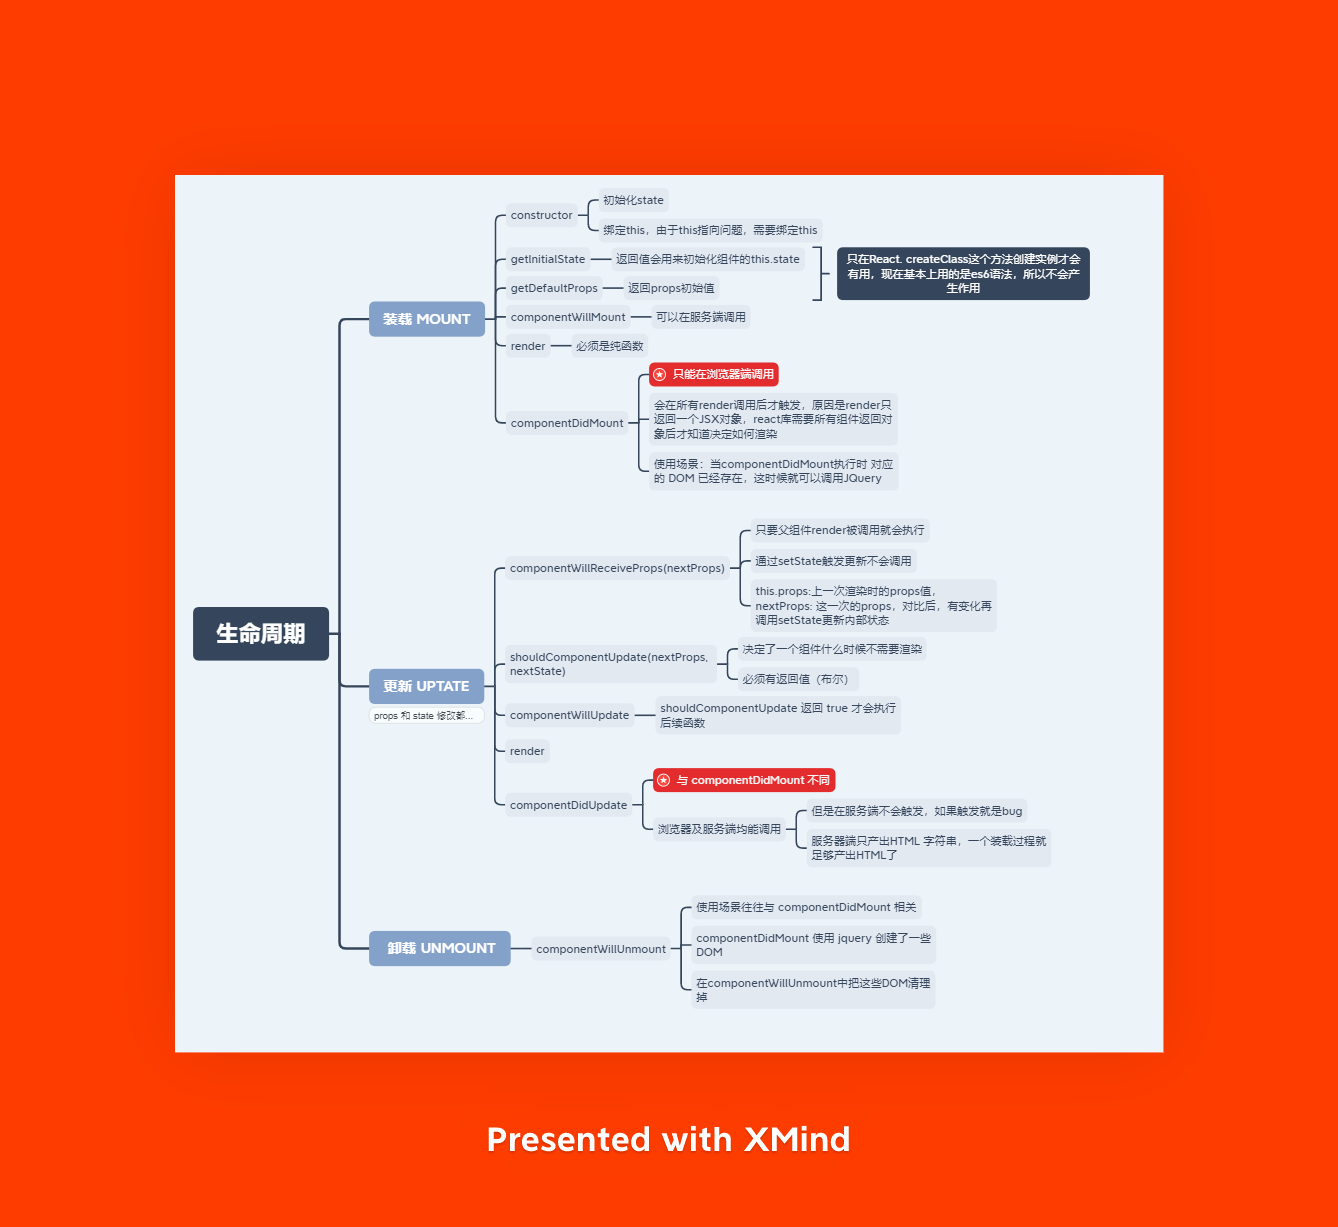 生命周期
装载 MOUNT
constructor
初始化state
绑定this，由于this指向问题，需要绑定this
getInitialState
返回值会用来初始化组件的this.state
getDefaultProps
返回props初始值
只在React. createClass这个方法创建实例才会
有用，现在基本上用的是es6语法，所以不会产
生作用
componentWillMount
可以在服务端调用
render
必须是纯函数
componentDidMount
只能在浏览器端调用
会在所有render调用后才触发，原因是render只
返回一个JSX对象，react库需要所有组件返回对
象后才知道决定如何渲染
使用场景：当componentDidMount执行时 对应
的 DOM 已经存在，这时候就可以调用JQuery
更新 UPTATE
props 和 state 修改都...
componentWillReceiveProps(nextProps)
只要父组件render被调用就会执行
通过setState触发更新不会调用
this.props:上一次渲染时的props值，
nextProps: 这一次的props，对比后，有变化再
调用setState更新内部状态
shouldComponentUpdate(nextProps,
nextState)
决定了一个组件什么时候不需要渲染
必须有返回值（布尔）
componentWillUpdate
shouldComponentUpdate 返回 true 才会执行
后续函数
render
componentDidUpdate
与 componentDidMount 不同
浏览器及服务端均能调用
但是在服务端不会触发，如果触发就是bug
服务器端只产出HTML 字符串，一个装载过程就
足够产出HTML了
卸载 UNMOUNT
componentWillUnmount
使用场景往往与 componentDidMount 相关
componentDidMount 使用 jquery 创建了一些
DOM
在componentWillUnmount中把这些DOM清理
掉
Presented with XMind